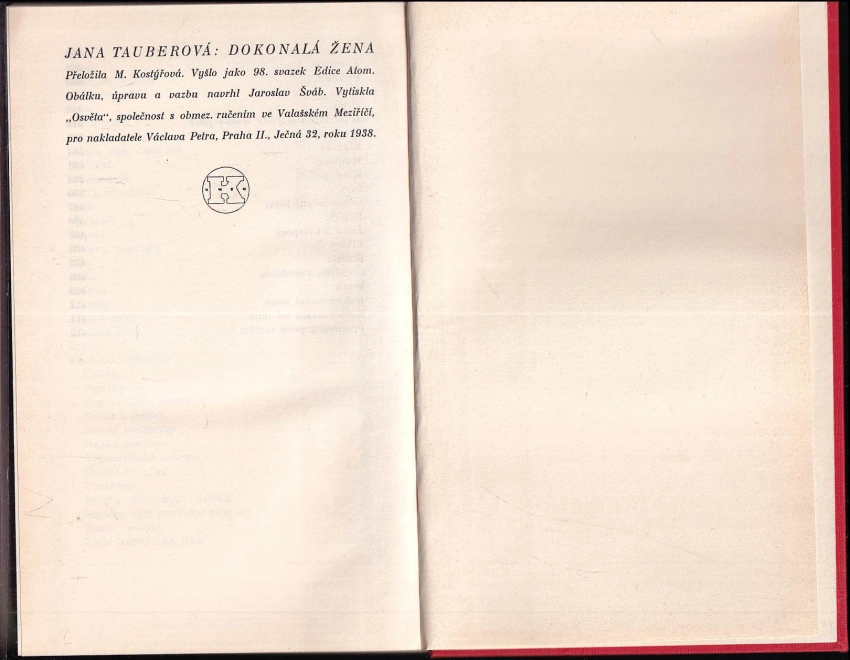 JANA TAUBEROVÁ: DOKONALÁ ŽENA
Přeložila M. Kostýřová. Vyšlo jako 98. svazek Edice Atom.
Obálku, úpravu a vazbu navrhl Jaroslav Šváb. Vytiskla
„Osvěta“, společnost s obmez. ručením ve Valašském Meziříčí,
pro nakladatele Václava Petra, Praha II., Ječná 32, roku 1938.